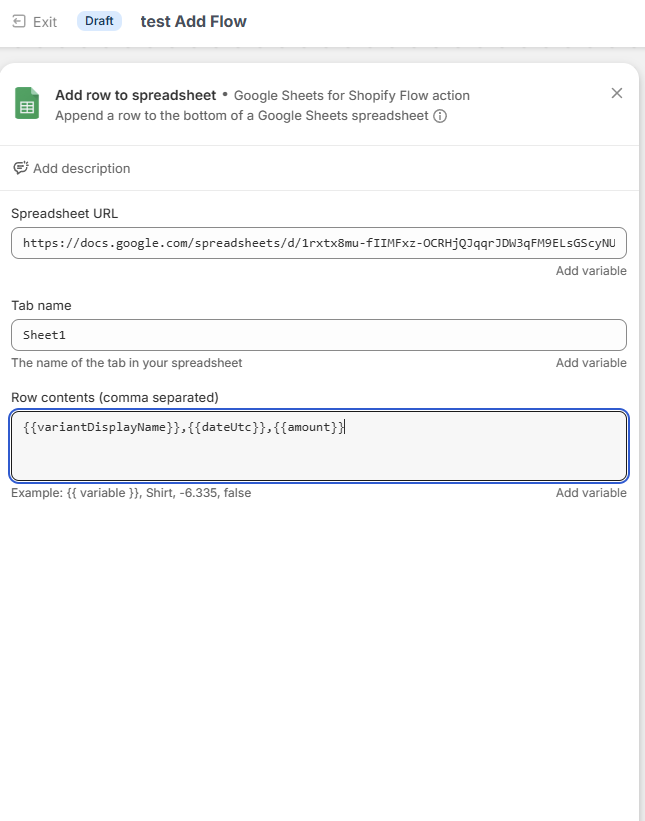 Exit Draft test Add Flow
Add row to spreadsheet • Google Sheets for Shopify Flow action
Append a row to the bottom of a Google Sheets spreadsheet
Add description
Spreadsheet URL
https://docs.google.com/spreadsheets/d/1rxtx8mu-fIIMFxz-OCRHjQJqqrJDW3qFM9ELsGScyNU
Add variable
Tab name
Sheet1
The name of the tab in your spreadsheet Add variable
Row contents (comma separated)
{{variantDisplayName}},{{dateUtc}},{{amount}}
Example: {{ variable }}, Shirt, -6.335, false Add variable